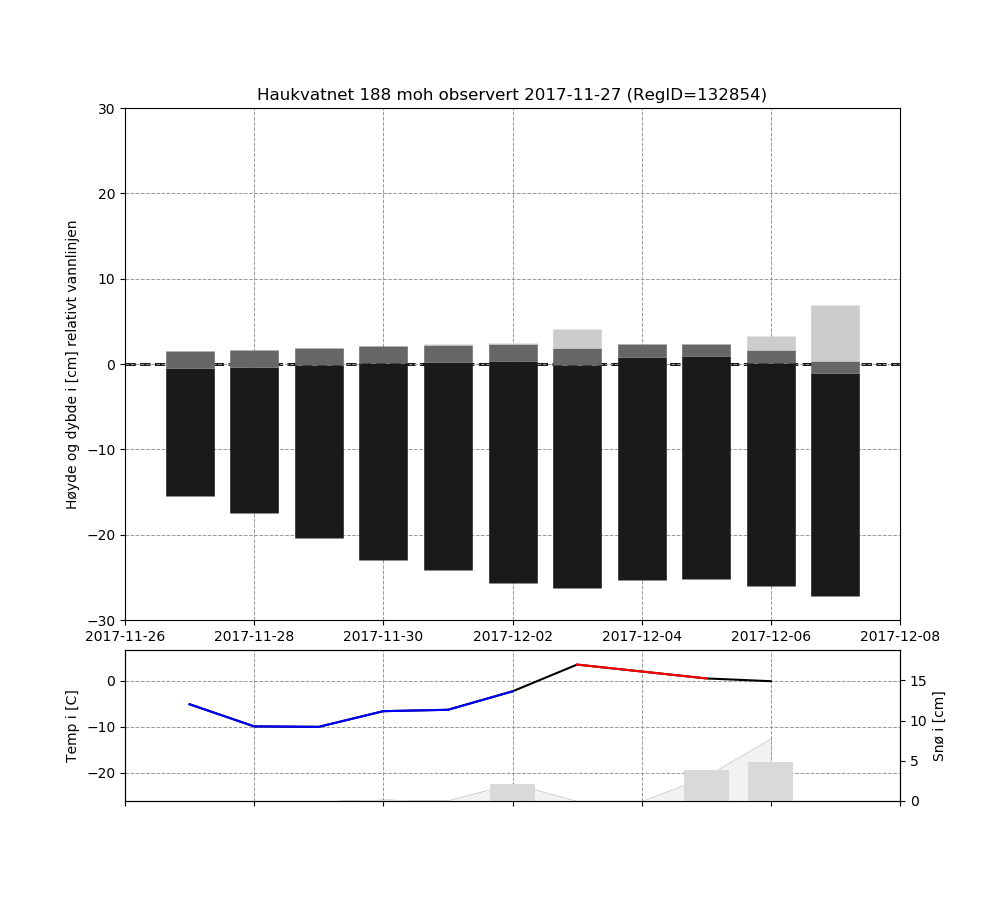 Haukvatnet 188 moh observert 2017-11-27 (RegID=132854)
30
20
10
0
−10
−20
−30
Høyde og dybde i [cm] relativt vannlinjen
2017-11-26 2017-11-28 2017-11-30 2017-12-02 2017-12-04 2017-12-06 2017-12-08
0
−10
−20
Temp i [C]
15
10
5
0
Snø i [cm]